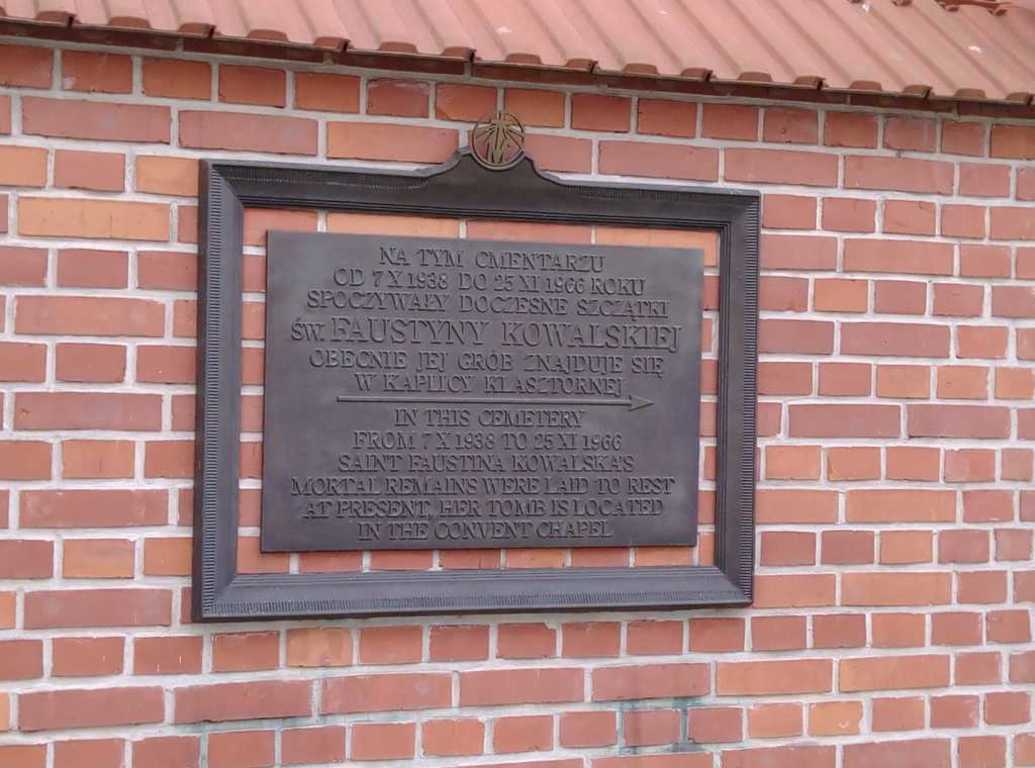 NA TYM CMENTARZU
OD 7 X 1938 DO 25 XI 1966 ROKU
SPOCZYWAŁY DOCZESNE SZCZĄTKI
ŚW. FAUSTYNY KOWALSKIEJ
OBECNIE JEJ GRÓB ZNAJDUJE SIĘ
W KAPLICY KLASZTORNEJ
IN THIS CEMETERY
FROM 7 X 1938 TO 25 XI 1966
SAINT FAUSTINA KOWALSKA'S
MORTAL REMAINS WERE LAID TO REST
AT PRESENT, HER TOMB IS LOCATED
IN THE CONVENT CHAPEL